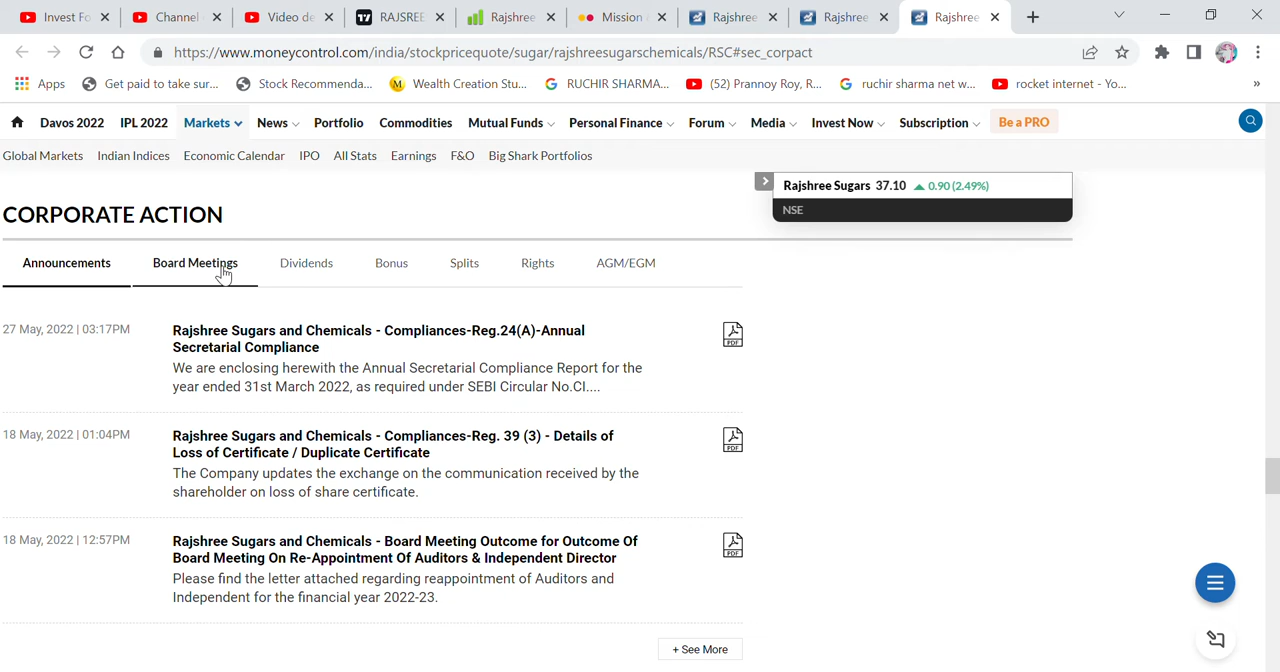 Invest Fo
Channel
Video de
RAJSREE
Rajshree
Mission
Rajshree
Rajshree
Rajshree
https://www.moneycontrol.com/india/stockpricequote/sugar/rajshreesugarschemicals/RSC#sec_corpact
Apps
Get paid to take sur...
Stock Recommenda...
Wealth Creation Stu...
RUCHIR SHARMA...
(52) Prannoy Roy, R...
ruchir sharma net w...
rocket internet - Yo...
»
Davos 2022 IPL 2022 Markets News Portfolio Commodities Mutual Funds Personal Finance Forum Media Invest Now Subscription Be a PRO
Global Markets Indian Indices Economic Calendar IPO All Stats Earnings F&O Big Shark Portfolios
Rajshree Sugars 37.10 0.90 (2.49%)
NSE
CORPORATE ACTION
Announcements Board Meetings Dividends Bonus Splits Rights AGM/EGM
27 May, 2022 | 03:17PM
Rajshree Sugars and Chemicals - Compliances-Reg.24(A)-Annual
Secretarial Compliance
We are enclosing herewith the Annual Secretarial Compliance Report for the
year ended 31st March 2022, as required under SEBI Circular No.CI....
PDF
18 May, 2022 | 01:04PM
Rajshree Sugars and Chemicals - Compliances-Reg. 39 (3) - Details of
Loss of Certificate / Duplicate Certificate
The Company updates the exchange on the communication received by the
shareholder on loss of share certificate.
PDF
18 May, 2022 | 12:57PM
Rajshree Sugars and Chemicals - Board Meeting Outcome for Outcome Of
Board Meeting On Re-Appointment Of Auditors & Independent Director
Please find the letter attached regarding reappointment of Auditors and
Independent for the financial year 2022-23.
PDF
+ See More